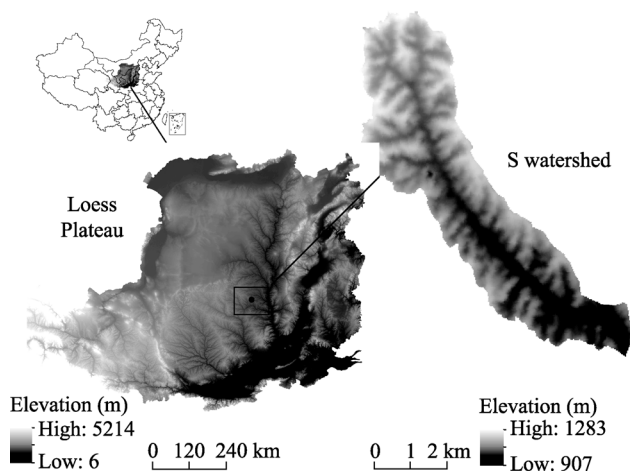 S watershed
Loess
Plateau
Elevation (m)
High: 5214
Low: 6
0 120 240 km
0 1 2 km
Elevation (m)
High: 1283
Low: 907